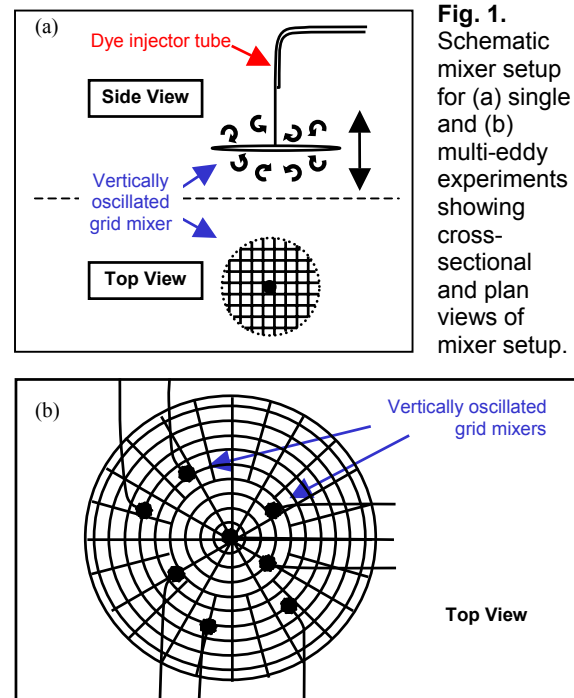 (a)
Dye injector tube
Side View
Vertically
oscillated
grid mixer
Top View
Fig. 1.
Schematic
mixer setup
for (a) single
and (b)
multi-eddy
experiments
showing
cross-
sectional
and plan
views of
mixer setup.
(b)
Vertically oscillated
grid mixers
Top View